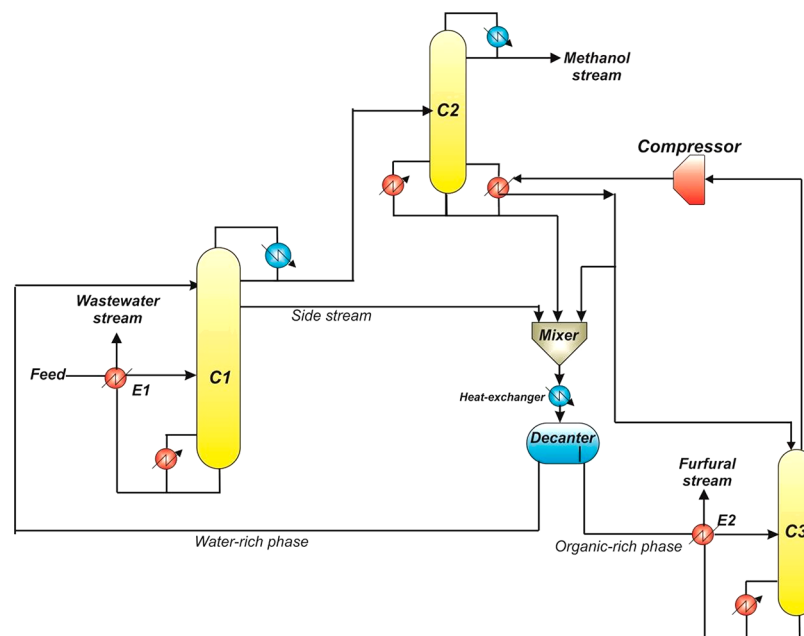 Methanol
stream
C2
Compressor
Wastewater
stream
Side stream
Mixer
Feed
E1
C1
Heat-exchanger
Decanter
Furfural
stream
E2
C3
Water-rich phase
Organic-rich phase